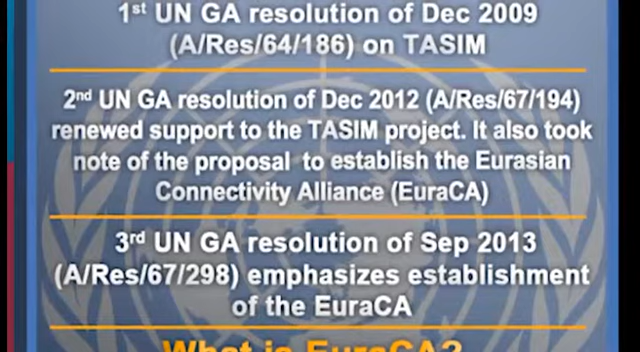 1st UN GA resolution of Dec 2009
(A/Res/64/186) on TASIM
2nd UN GA resolution of Dec 2012 (A/Res/67/194)
renewed support to the TASIM project. It also took
note of the proposal to establish the Eurasian
Connectivity Alliance (EuraCA)
3rd UN GA resolution of Sep 2013
(A/Res/67/298) emphasizes establishment
of the EuraCA
What is EuraCA?